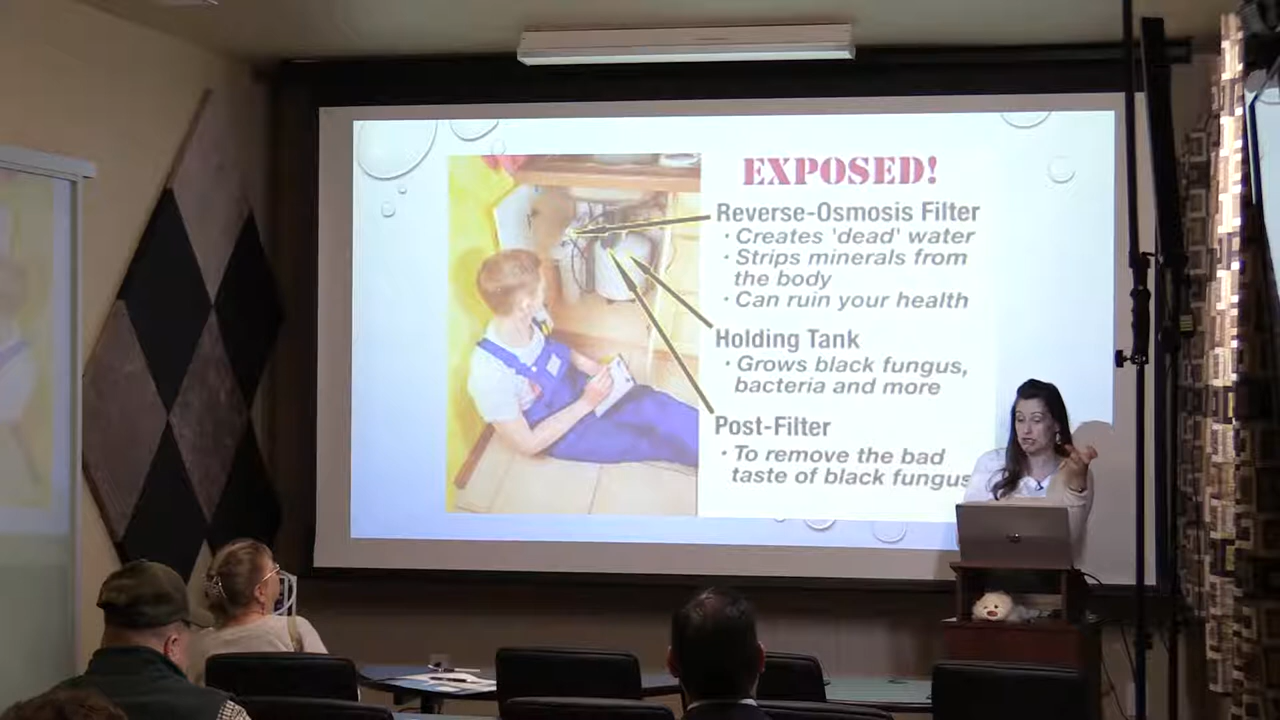 EXPOSED!
Reverse-Osmosis Filter
· Creates 'dead' water
· Strips minerals from
the body
· Can ruin your health
Holding Tank
· Grows black fungus,
bacteria and more
Post-Filter
· To remove the bad
taste of black fungus